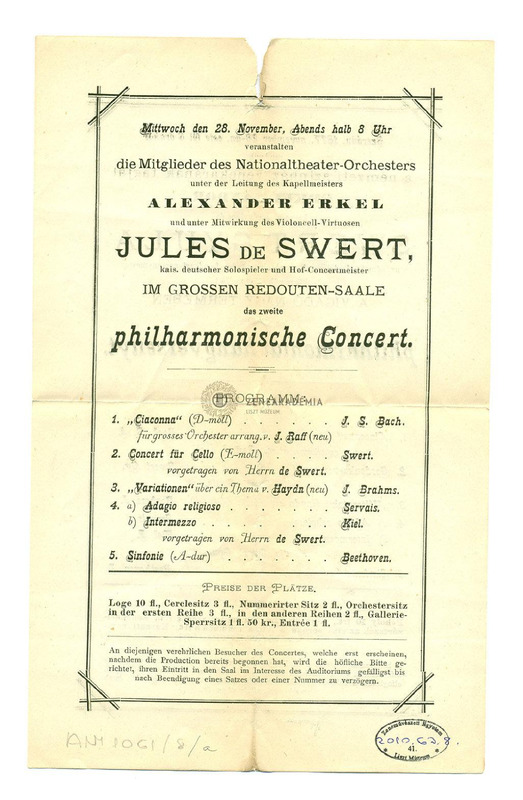 Mittwoch den 28. November, Abends halb 8 Uhr
veranstalten
die Mitglieder des Nationaltheater-Orchesters
unter der Leitung des Kapellmeisters
ALEXANDER ERKEL
und unter Mitwirkung des Violoncell-Virtuosen
JULES DE SWERT,
kais. deutscher Solospieler und Hof-Concertmeister
IM GROSSEN REDOUTEN-SAALE
das zweite
philharmonische Concert.
PROGRAMM:
ZENEAKADEMIA
LISZT MÚZEUM
1. „Ciaconna“ (D-moll) . . . . . . . J. S. Bach.
für grosses Orchester arrang. v. J. Raff (neu)
2. Concert für Cello (E-moll) . . . . . Swert.
vorgetragen von Herrn de Swert.
3. „Variationen“ über ein Thema v. Haydn (neu) J. Brahms.
4. a) Adagio religioso . . . . . . . Servais.
b) Intermezzo . . . . . . . . Kiel.
vorgetragen von Herrn de Swert.
5. Sinfonie (A-dur) . . . . . . . Beethoven.
PREISE DER PLÄTZE.
Loge 10 fl., Cerclesitz 3 fl., Nummerirter Sitz 2 fl., Orchestersitz
in der ersten Reihe 3 fl., in den anderen Reihen 2 fl., Gallerie-
Sperrsitz 1 fl. 50 kr., Entrée 1 fl.
An diejenigen verehrlichen Besucher des Concertes, welche erst erscheinen,
nachdem die Production bereits begonnen hat, wird die höfliche Bitte ge-
richtet, ihren Eintritt in den Saal im Interesse des Auditoriums gefälligst bis
nach Beendigung eines Satzes oder einer Nummer zu verzögern.
2010.62.8.
41.